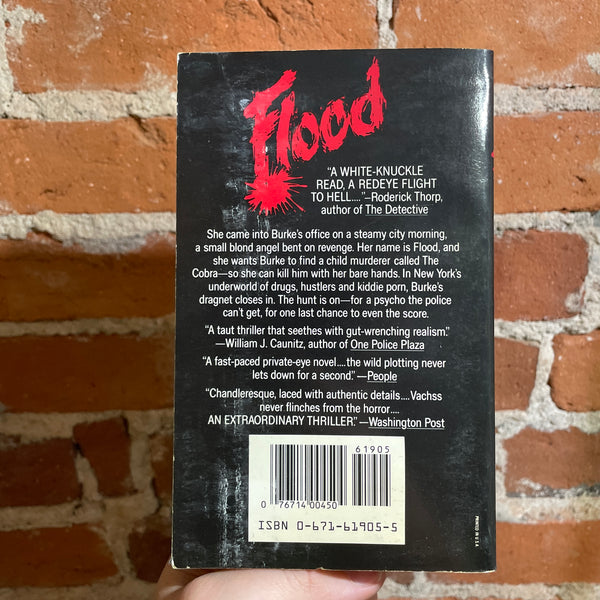 Flood
“A WHITE-KNUCKLE
READ, A REDEYE FLIGHT
TO HELL....”–Roderick Thorp,
author of The Detective
She came into Burke's office on a steamy city morning,
a small blond angel bent on revenge. Her name is Flood, and
she wants Burke to find a child murderer called The
Cobra—so she can kill him with her bare hands. In New York's
underworld of drugs, hustlers and kiddie porn, Burke's
dragnet closes in. The hunt is on—for a psycho the police
can't get, for one last chance to even the score.
“A taut thriller that seethes with gut-wrenching realism.”
—William J. Caunitz, author of One Police Plaza
“A fast-paced private-eye novel....the wild plotting never
lets down for a second.” —People
“Chandleresque, laced with authentic details....Vachss
never flinches from the horror....
AN EXTRAORDINARY THRILLER.” —Washington Post
61905
0 76714 00450
ISBN 0-671-61905-5
PRINTED IN U.S.A.